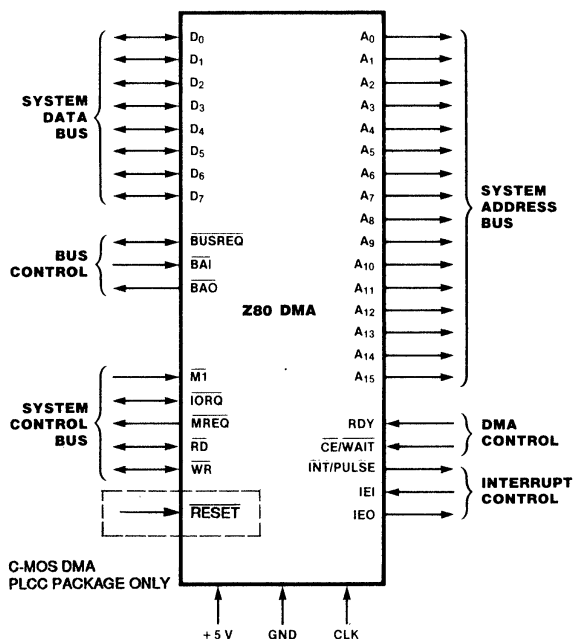 SYSTEM
DATA
BUS
D0
D1
D2
D3
D4
D5
D6
D7
BUS
CONTROL
BUSREQ
BAI
BAO
SYSTEM
CONTROL
BUS
M1
IORQ
MREQ
RD
WR
RESET
C-MOS DMA
PLCC PACKAGE ONLY
Z80 DMA
A0
A1
A2
A3
A4
A5
A6
A7
A8
A9
A10
A11
A12
A13
A14
A15
SYSTEM
ADDRESS
BUS
RDY
CE/WAIT
DMA
CONTROL
INT/PULSE
IEI
IEO
INTERRUPT
CONTROL
+5 V
GND
CLK